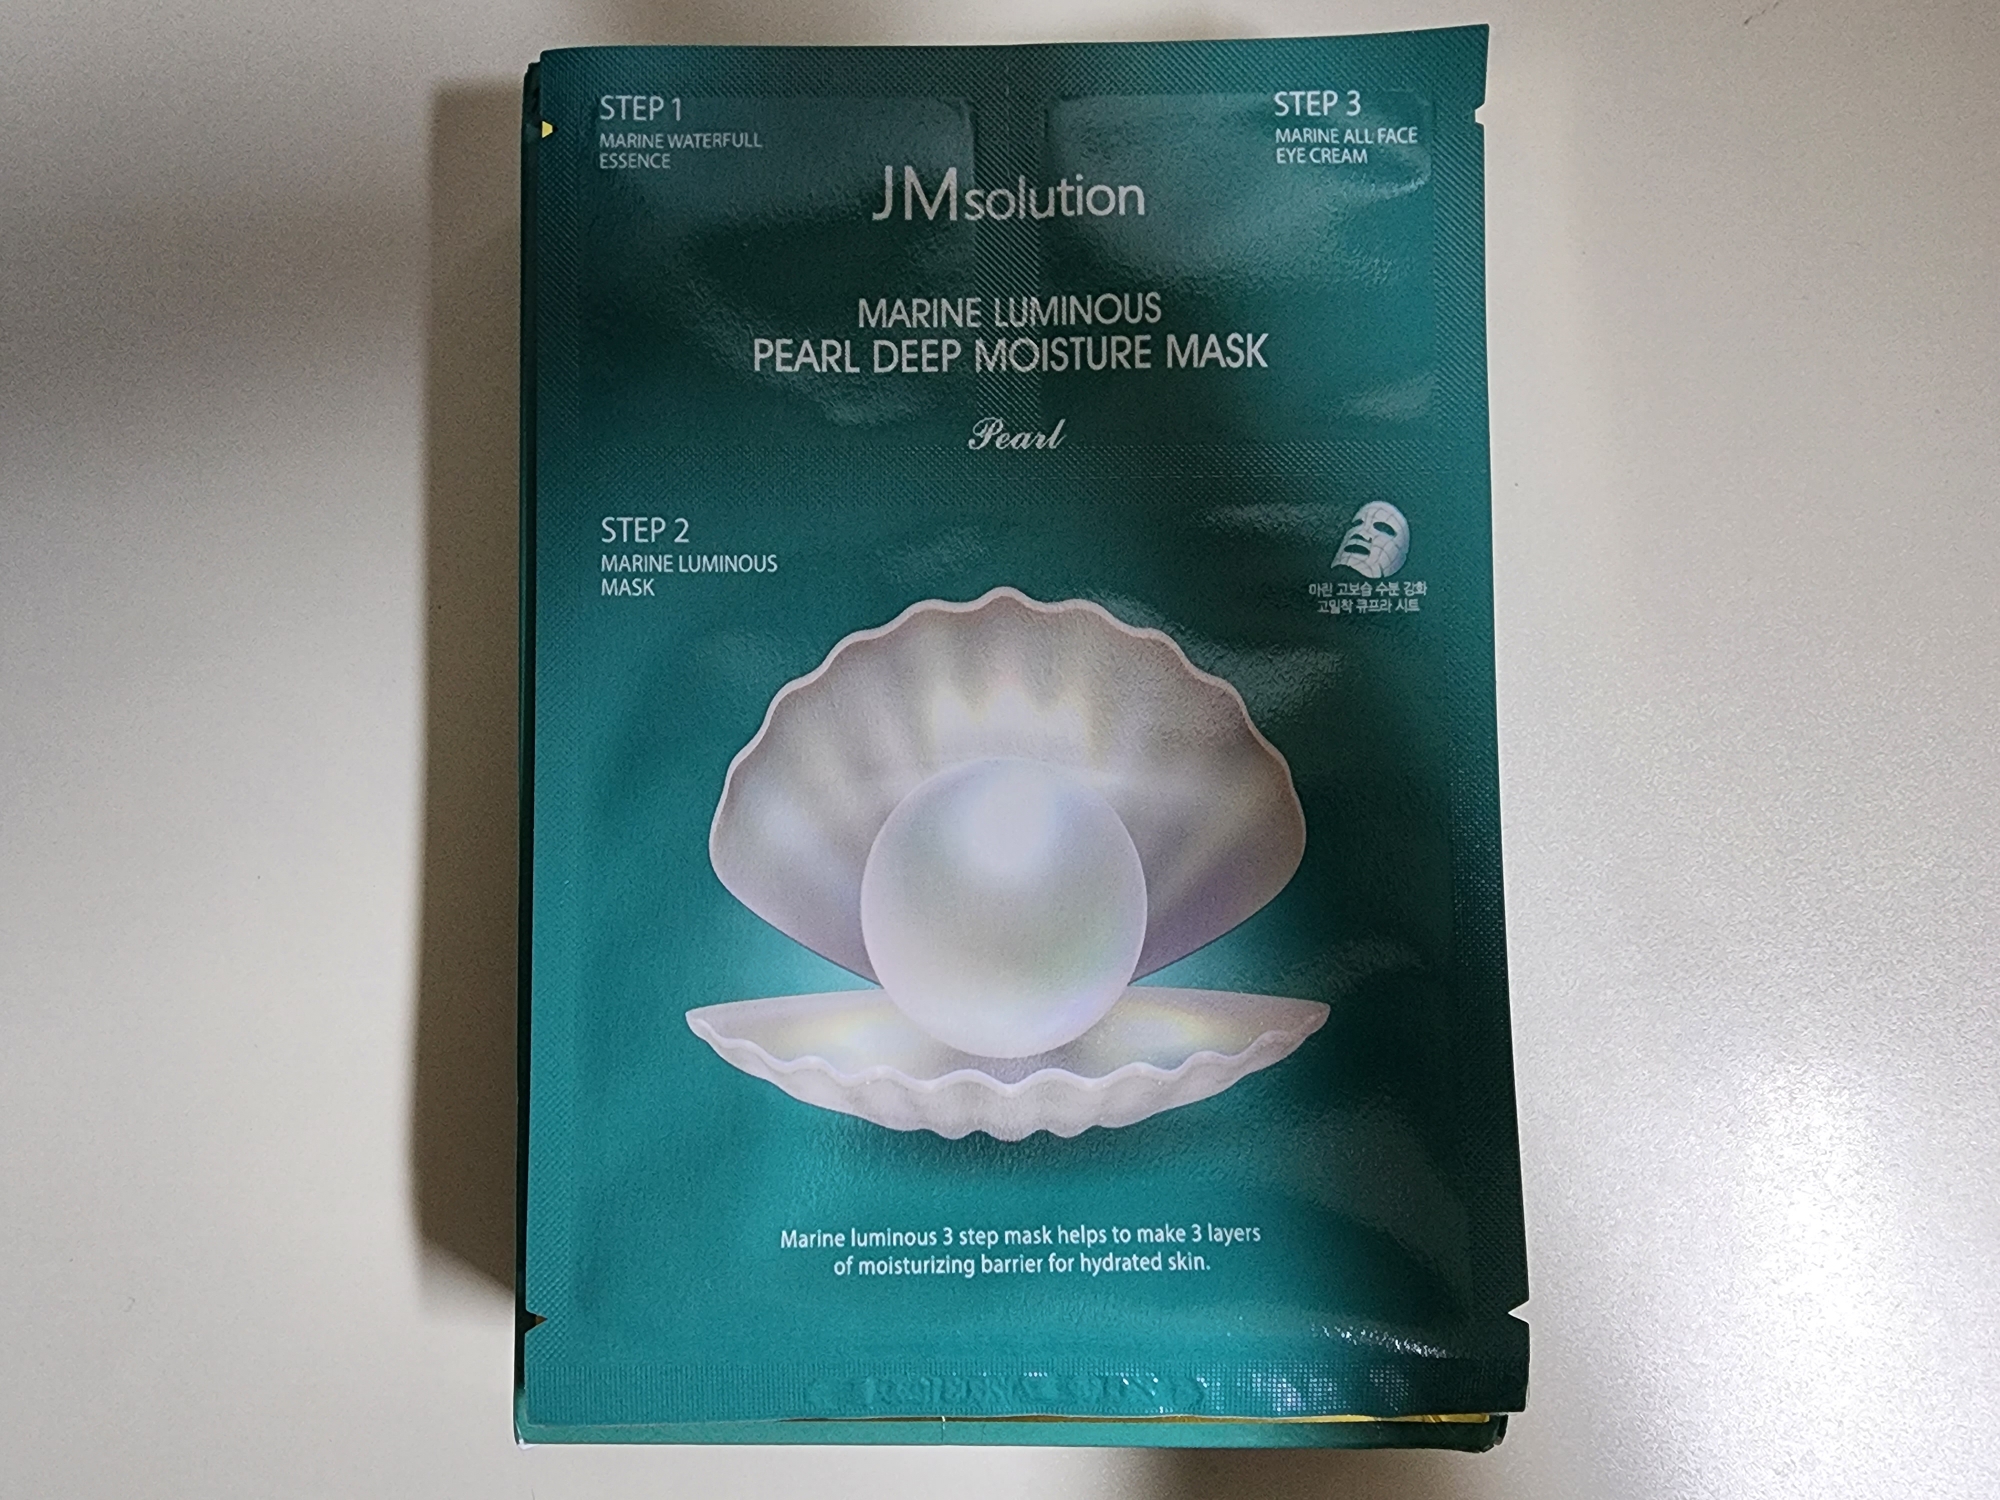 STEP 1
MARINE WATERFULL
ESSENCE
STEP 3
MARINE ALL FACE
EYE CREAM
JMsolution
MARINE LUMINOUS
PEARL DEEP MOISTURE MASK
Pearl
STEP 2
MARINE LUMINOUS
MASK
마린 고보습 수분 강화
고밀착 큐프라 시트
Marine luminous 3 step mask helps to make 3 layers
of moisturizing barrier for hydrated skin.